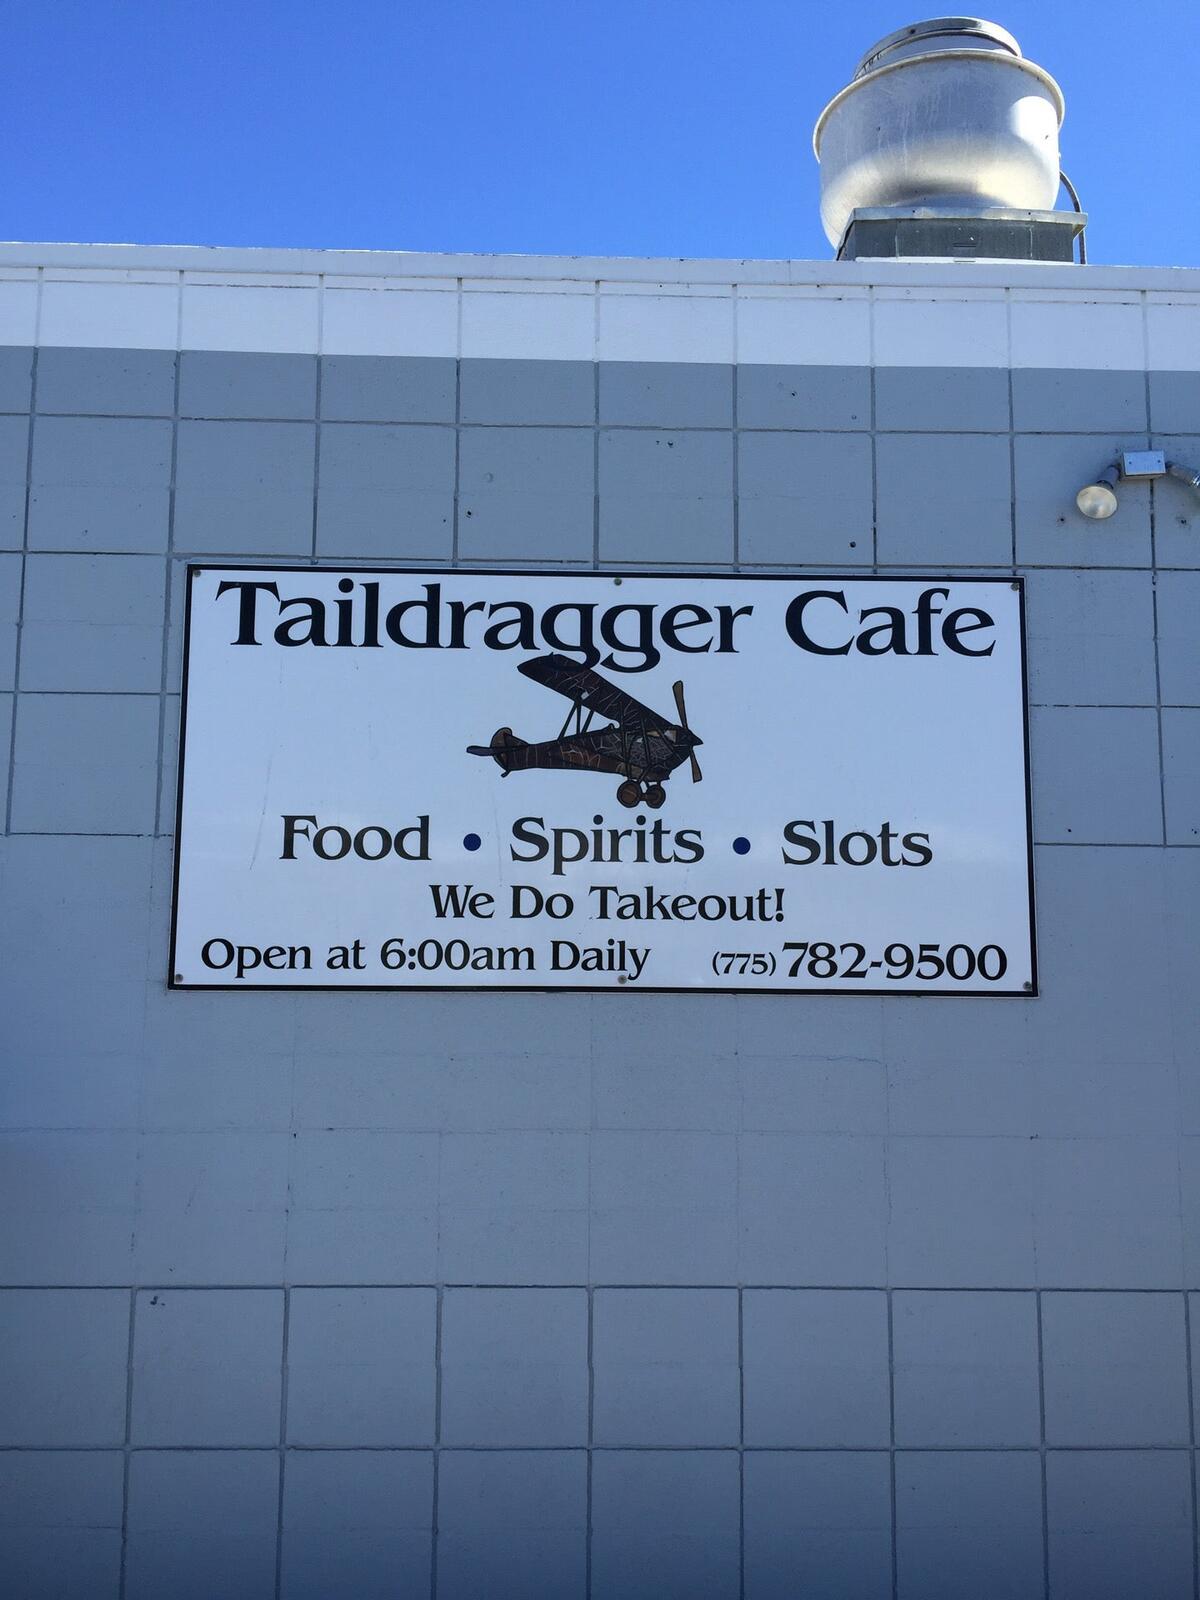 Taildragger Cafe
Food • Spirits • Slots
We Do Takeout!
Open at 6:00am Daily (775) 782-9500